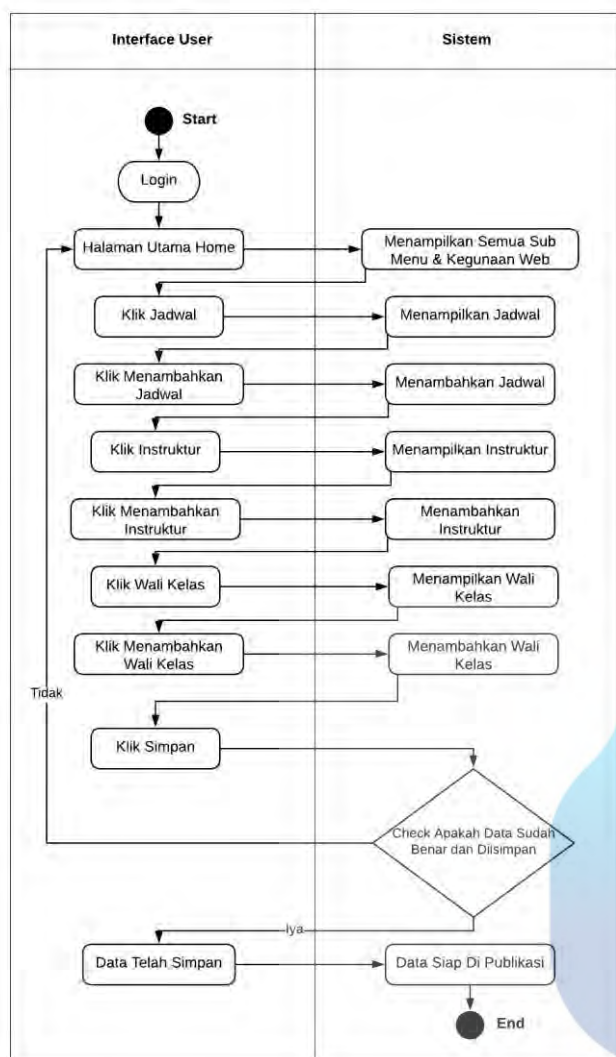 Interface User
Sistem
Start
Login
Halaman Utama Home
Menampilkan Semua Sub
Menu & Kegunaan Web
Klik Jadwal
Menampilkan Jadwal
Klik Menambahkan
Jadwal
Menambahkan Jadwal
Klik Instruktur
Menampilkan Instruktur
Klik Menambahkan
Instruktur
Menambahkan
Instruktur
Klik Wali Kelas
Menampilkan Wali
Kelas
Klik Menambahkan
Wali Kelas
Menambahkan Wali
Kelas
Tidak
Klik Simpan
Check Apakah Data Sudah
Benar dan Diisimpan
Iya
Data Telah Simpan
Data Siap Di Publikasi
End